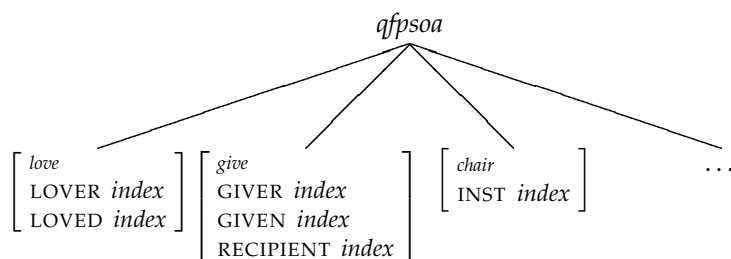 qfpsoa
love
LOVER index
LOVED index
give
GIVER index
GIVEN index
RECIPIENT index
chair
INST index
...